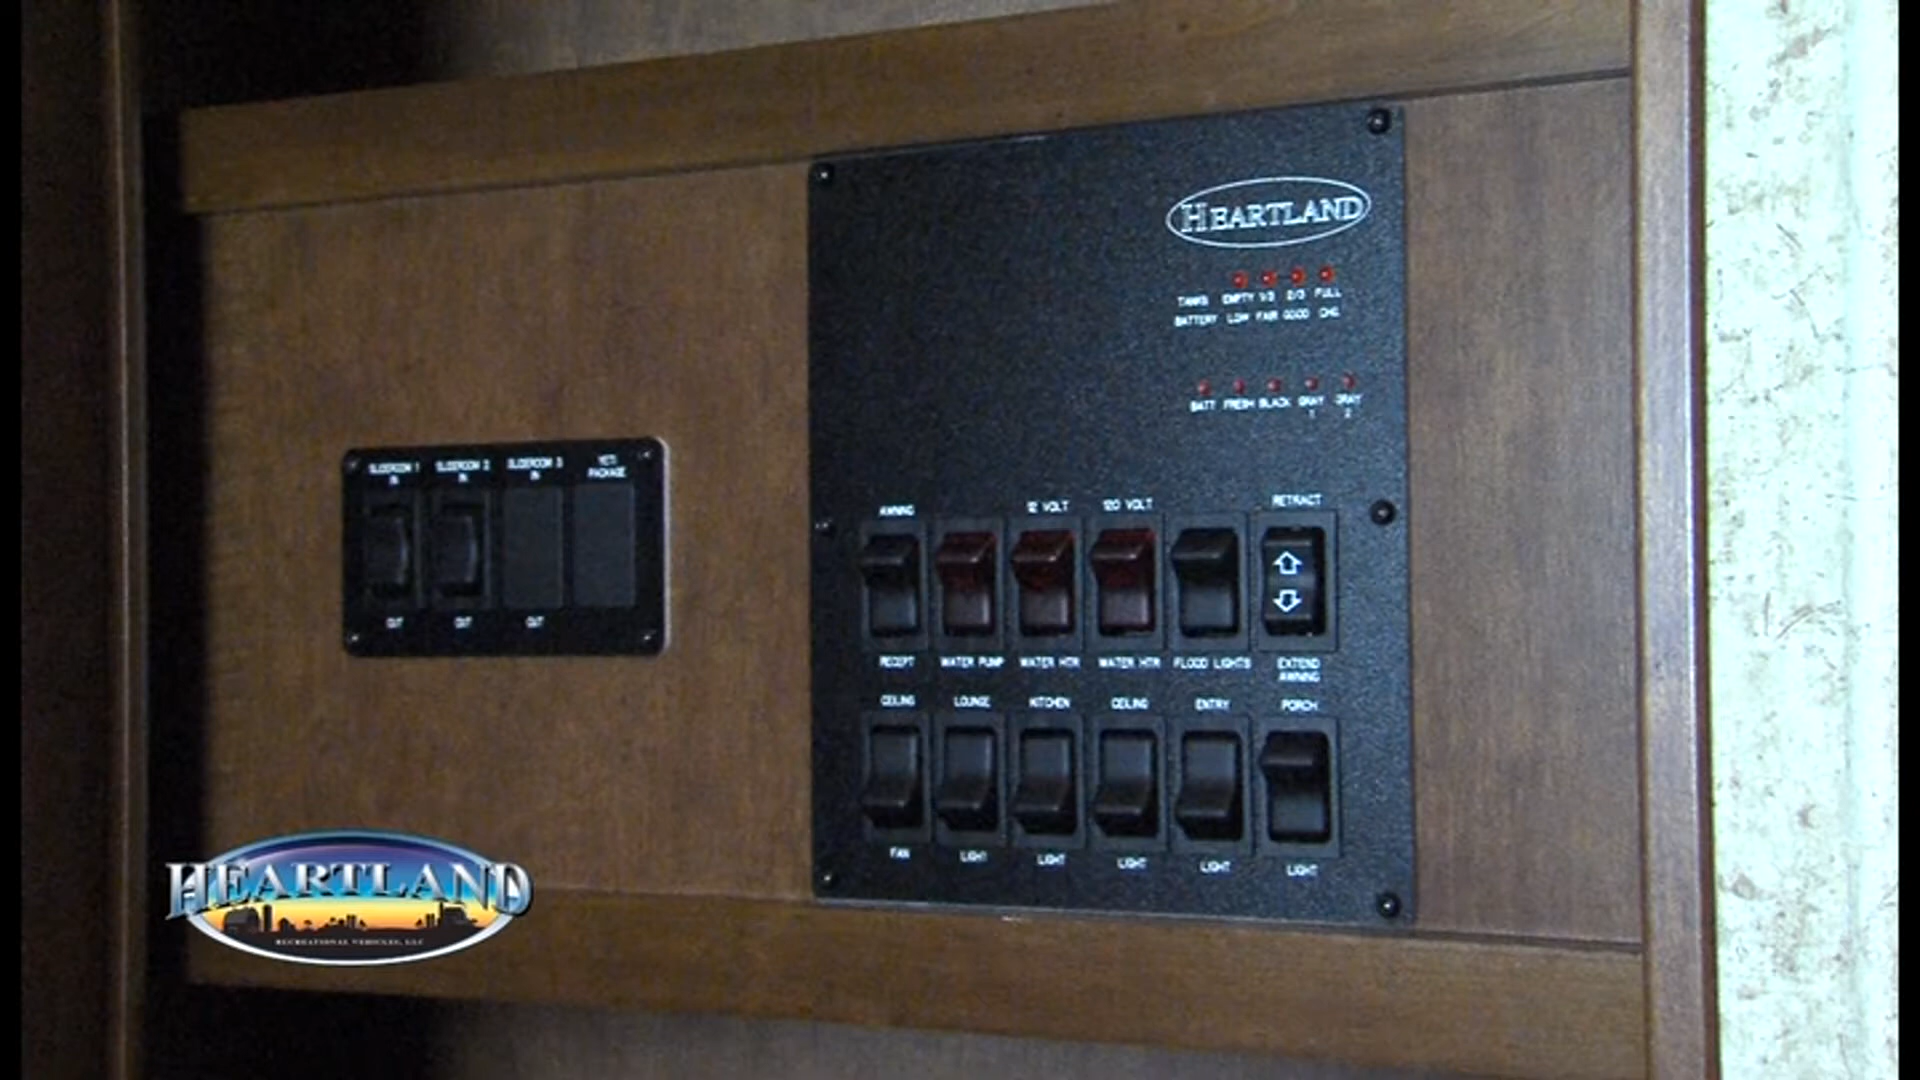 HEARTLAND
TANKS EMPTY 1/3 2/3 FULL
BATTERY LOW FAIR GOOD CHG
BATT FRESH BLACK GRAY 1 GRAY 2
SLIDEROOM 1 IN SLIDEROOM 2 IN SLIDEROOM 3 IN YETI PACKAGE
OUT OUT OUT
AWNING 12 VOLT 120 VOLT RETRACT
RECEPT WATER PUMP WATER HTR WATER HTR FLOOD LIGHTS EXTEND AWNING
CEILING LOUNGE KITCHEN CEILING ENTRY PORCH
FAN LIGHT LIGHT LIGHT LIGHT LIGHT
HEARTLAND
RECREATIONAL VEHICLES, LLC